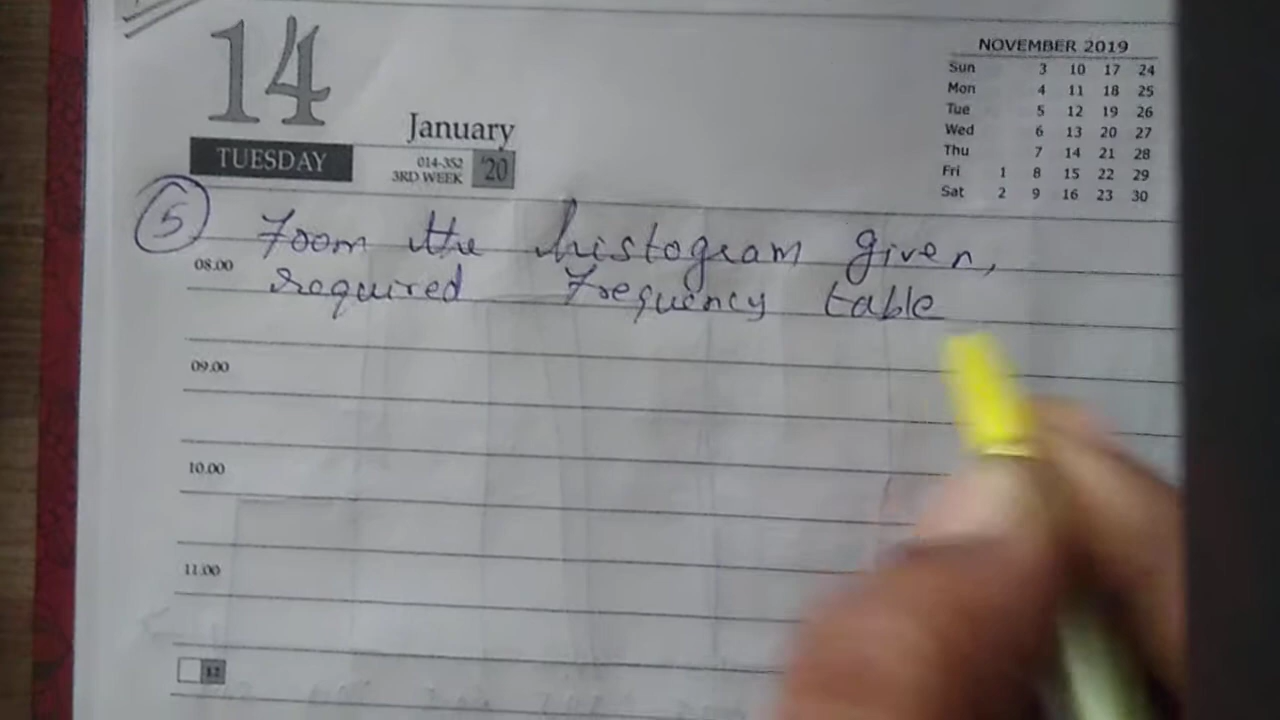 14
NOVEMBER 2019
Sun 3 10 17 24
Mon 4 11 18 25
Tue 5 12 19 26
Wed 6 13 20 27
Thu 7 14 21 28
Fri 1 8 15 22 29
Sat 2 9 16 23 30
January
TUESDAY
014-352
3RD WEEK
'20
5 From the histogram given,
08.00
required Frequency table
09.00
10.00
11.00
12